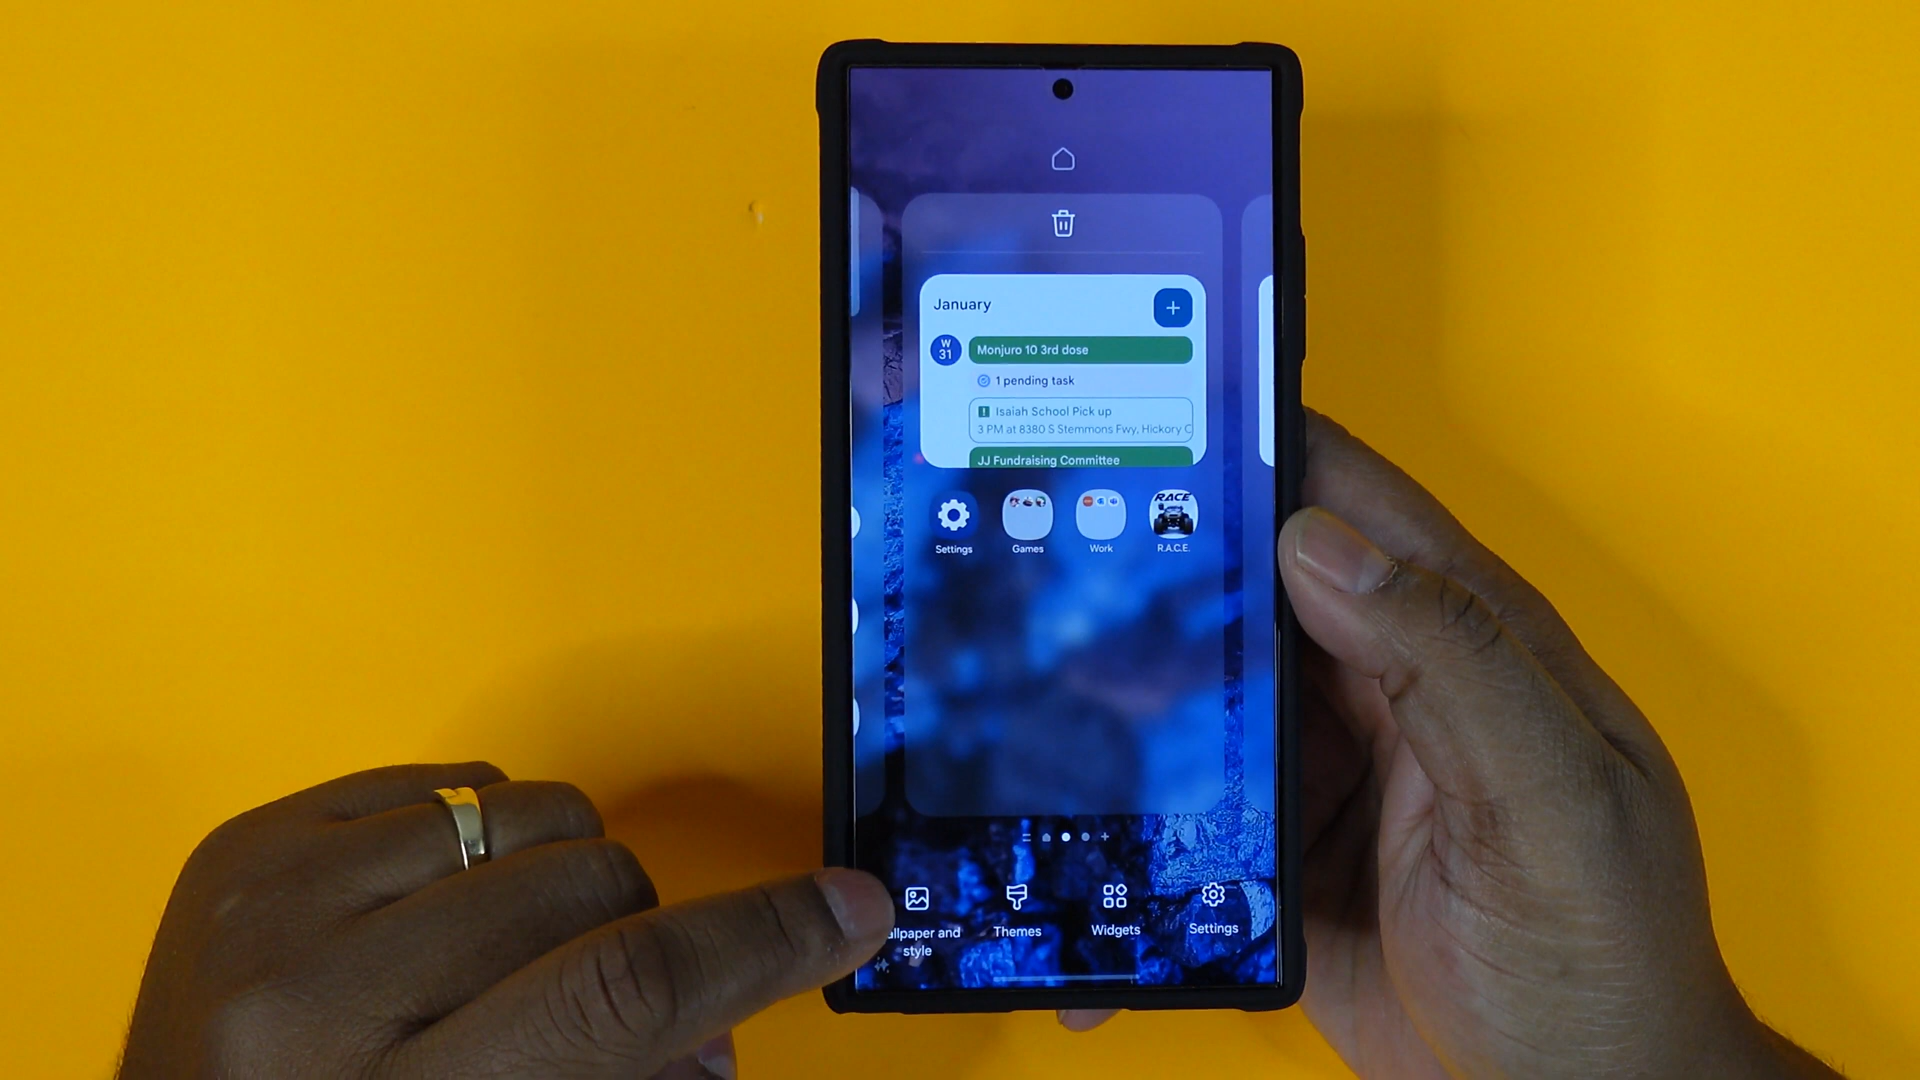 January
W
31
Monjuro 10 3rd dose
1 pending task
Isaiah School Pick up
3 PM at 8380 S Stemmons Fwy, Hickory C
JJ Fundraising Committee
RACE
Settings
Games
Work
R.A.C.E.
allpaper and
style
Themes
Widgets
Settings